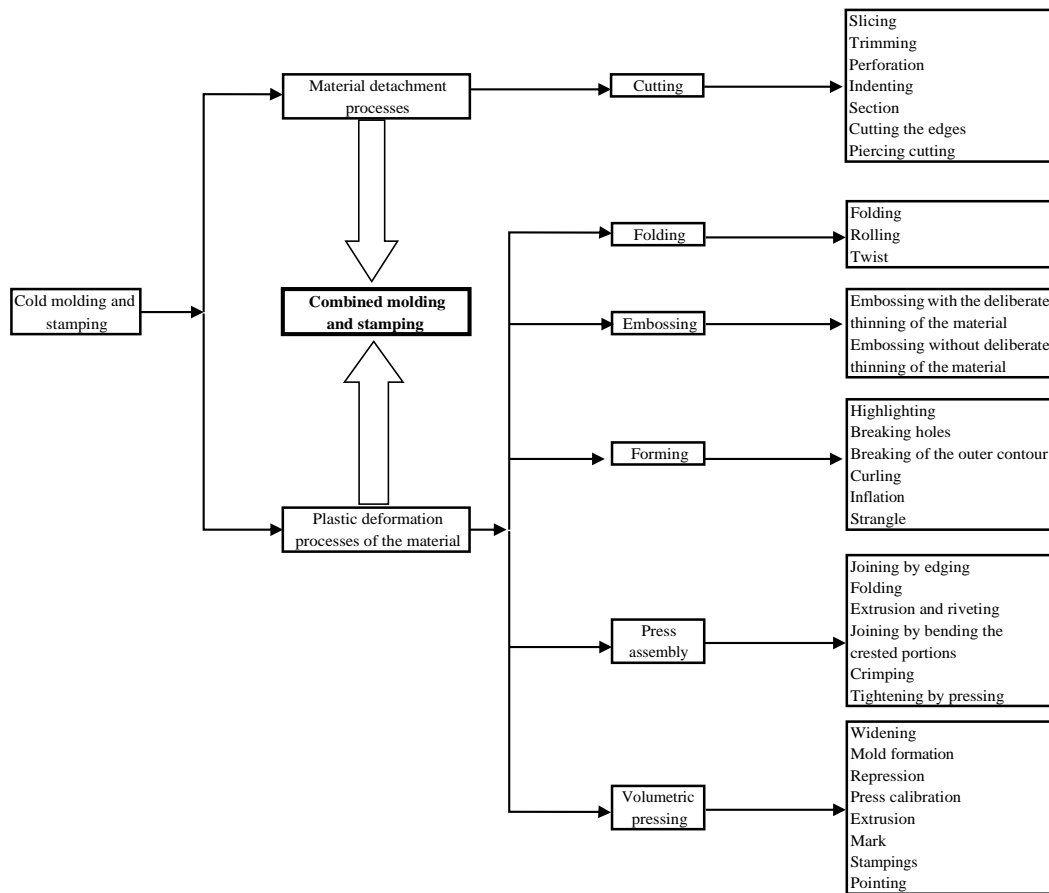 Cold molding and
stamping
Material detachment
processes
Combined molding
and stamping
Plastic deformation
processes of the material
Cutting
Folding
Embossing
Forming
Press
assembly
Volumetric
pressing
Slicing
Trimming
Perforation
Indenting
Section
Cutting the edges
Piercing cutting
Folding
Rolling
Twist
Embossing with the deliberate
thinning of the material
Embossing without deliberate
thinning of the material
Highlighting
Breaking holes
Breaking of the outer contour
Curling
Inflation
Strangle
Joining by edging
Folding
Extrusion and riveting
Joining by bending the
crested portions
Crimping
Tightening by pressing
Widening
Mold formation
Repression
Press calibration
Extrusion
Mark
Stampings
Pointing